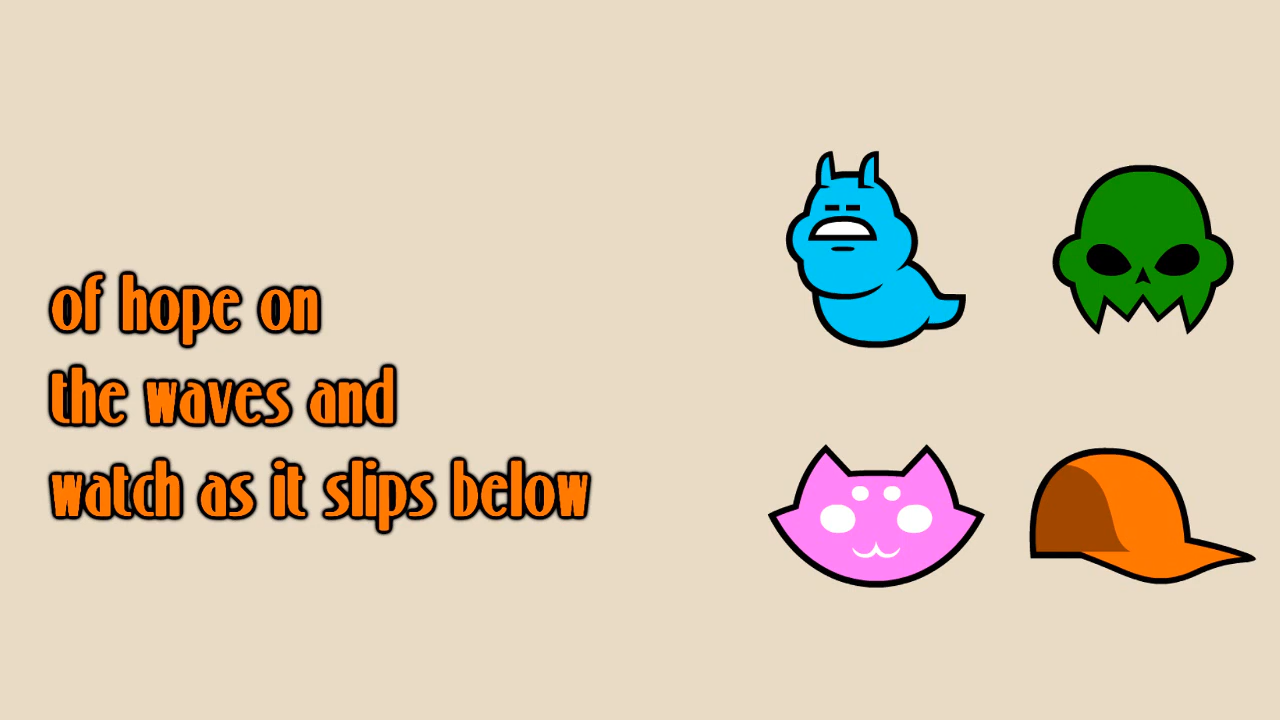 of hope on
the waves and
watch as it slips below